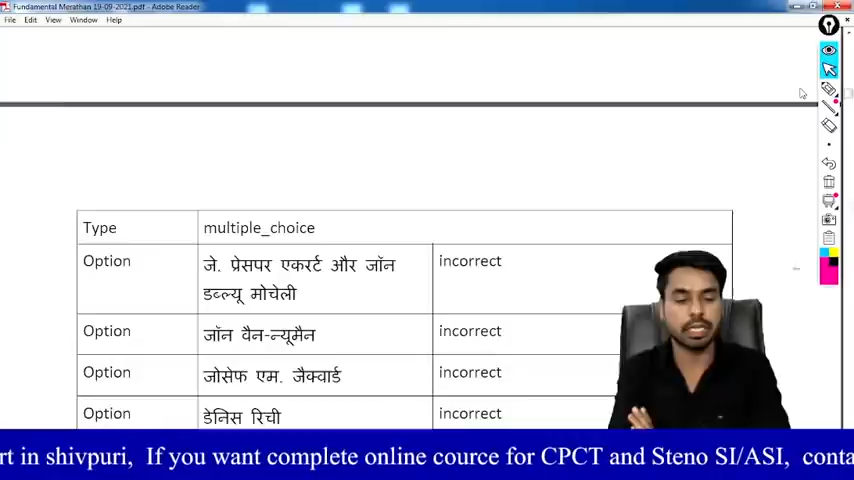 Fundamental Merathan 19-09-2021.pdf - Adobe Reader
File Edit View Window Help
Type multiple_choice
Option जे. प्रेसपर एकरर्ट और जॉन incorrect
डब्ल्यू मोचेली
Option जॉन वैन-न्यूमैन incorrect
Option जोसेफ एम. जैक्वार्ड incorrect
Option डेनिस रिची incorrect
rt in shivpuri, If you want complete online cource for CPCT and Steno SI/ASI, conta